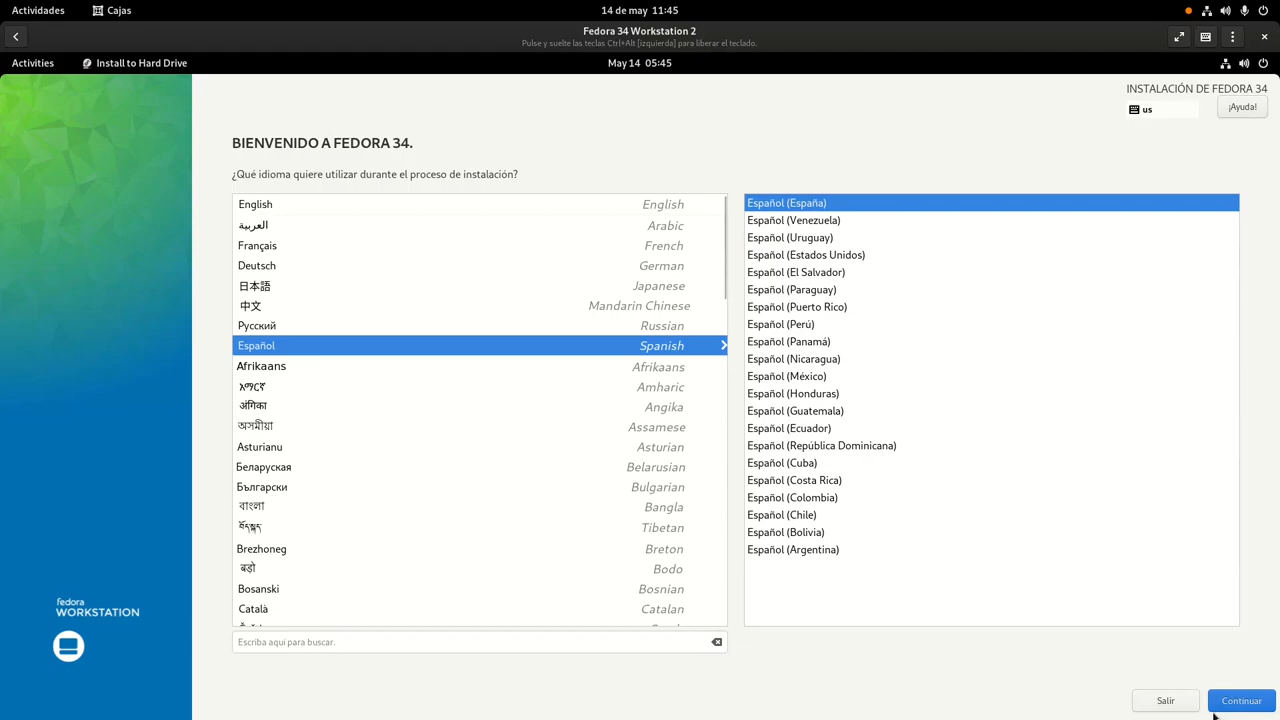 Actividades Cajas 14 de may 11:45
Fedora 34 Workstation 2
Pulse y suelte las teclas Ctrl+Alt [izquierda] para liberar el teclado.
Activities Install to Hard Drive May 14 05:45
INSTALACIÓN DE FEDORA 34
us ¡Ayuda!
BIENVENIDO A FEDORA 34.
¿Qué idioma quiere utilizar durante el proceso de instalación?
English English
العربية Arabic
Français French
Deutsch German
日本語 Japanese
中文 Mandarin Chinese
Русский Russian
Español Spanish
Afrikaans Afrikaans
አማርኛ Amharic
अंगिका Angika
অসমীয়া Assamese
Asturianu Asturian
Беларуская Belarusian
Български Bulgarian
বাংলা Bangla
བོད་སྐད་ Tibetan
Brezhoneg Breton
बड़ो Bodo
Bosanski Bosnian
Català Catalan
Escriba aquí para buscar.
Español (España)
Español (Venezuela)
Español (Uruguay)
Español (Estados Unidos)
Español (El Salvador)
Español (Paraguay)
Español (Puerto Rico)
Español (Perú)
Español (Panamá)
Español (Nicaragua)
Español (México)
Español (Honduras)
Español (Guatemala)
Español (Ecuador)
Español (República Dominicana)
Español (Cuba)
Español (Costa Rica)
Español (Colombia)
Español (Chile)
Español (Bolivia)
Español (Argentina)
fedora
WORKSTATION
Salir Continuar